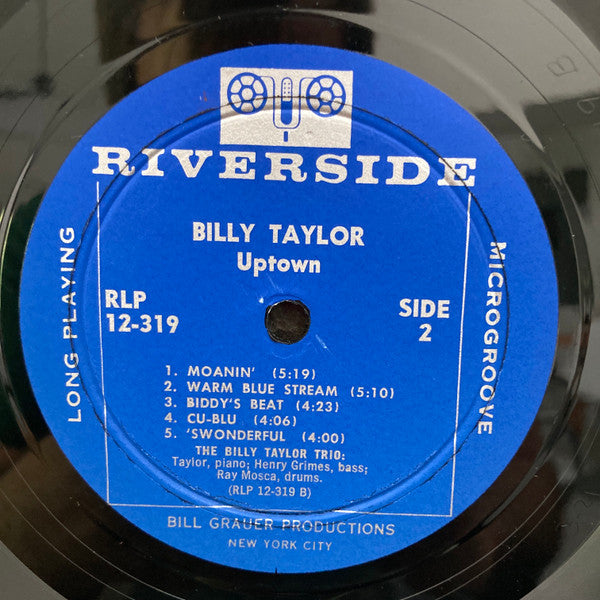 RIVERSIDE
BILLY TAYLOR
Uptown
RLP
12-319
SIDE
2
LONG PLAYING
MICROGROOVE
1. MOANIN' (5:19)
2. WARM BLUE STREAM (5:10)
3. BIDDY'S BEAT (4:23)
4. CU-BLU (4:06)
5. 'SWONDERFUL (4:00)
THE BILLY TAYLOR TRIO:
Taylor, piano; Henry Grimes, bass;
Ray Mosca, drums.
(RLP 12-319 B)
BILL GRAUER PRODUCTIONS
NEW YORK CITY